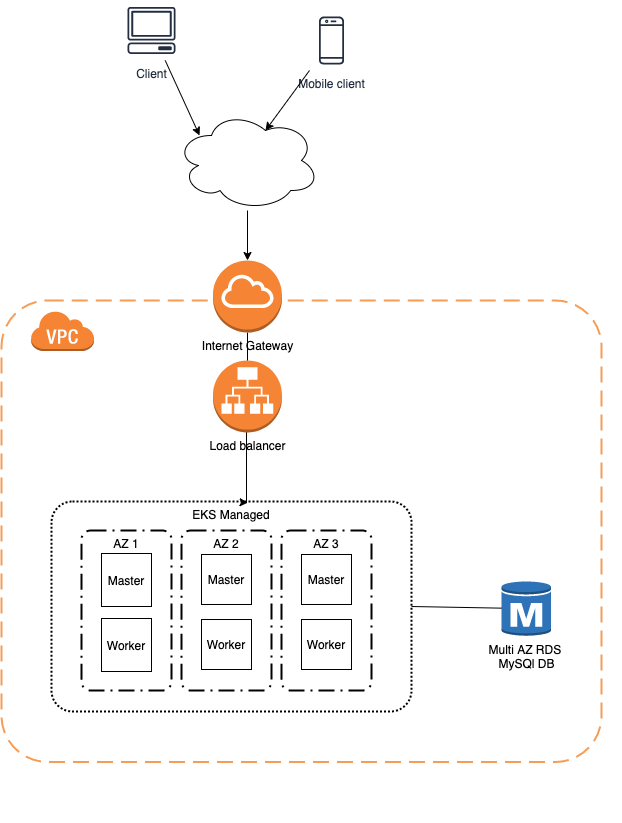 Client
Mobile client
VPC
Internet Gateway
Load balancer
EKS Managed
AZ 1
AZ 2
AZ 3
Master
Master
Master
Worker
Worker
Worker
M
Multi AZ RDS
MySQl DB